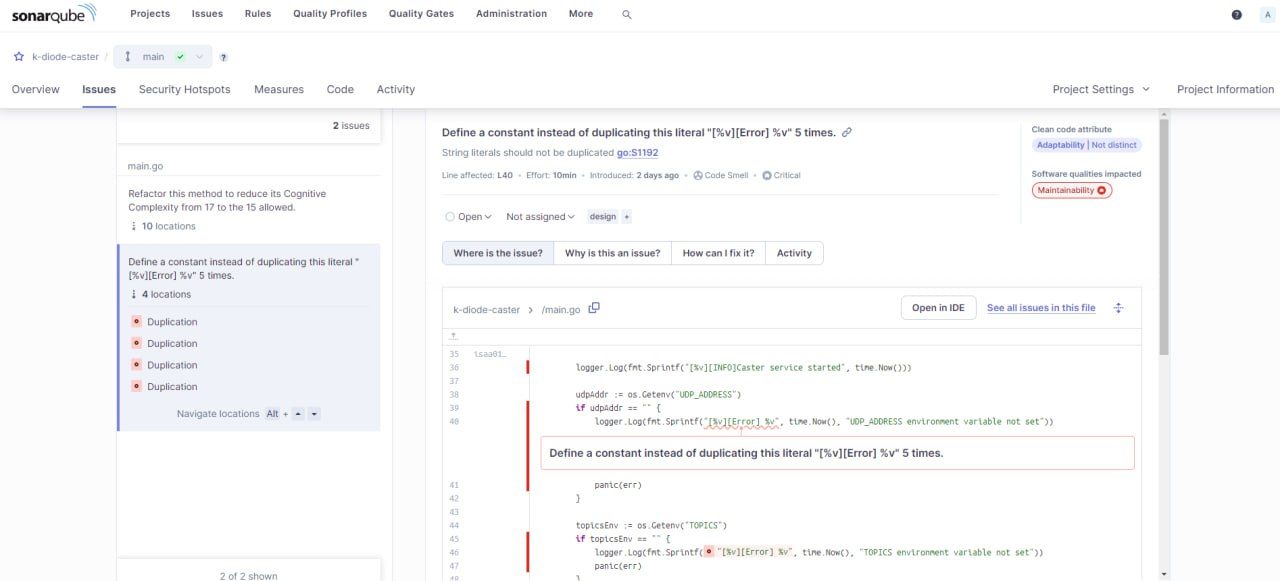 sonarqube
Projects Issues Rules Quality Profiles Quality Gates Administration More
? A
k-diode-caster / main ?
Overview Issues Security Hotspots Measures Code Activity Project Settings Project Information
2 issues
main.go
Refactor this method to reduce its Cognitive
Complexity from 17 to the 15 allowed.
10 locations
Define a constant instead of duplicating this literal "
[%v][Error] %v" 5 times.
4 locations
Duplication
Duplication
Duplication
Duplication
Navigate locations Alt +
2 of 2 shown
Define a constant instead of duplicating this literal "[%v][Error] %v" 5 times.
String literals should not be duplicated go:S1192
Line affected: L40 • Effort: 10min • Introduced: 2 days ago • Code Smell • Critical
Open Not assigned design +
Clean code attribute
Adaptability | Not distinct
Software qualities impacted
Maintainability
Where is the issue? Why is this an issue? How can I fix it? Activity
k-diode-caster > /main.go Open in IDE See all issues in this file
35 isaa01…
36 logger.Log(fmt.Sprintf("[%v][INFO]Caster service started", time.Now()))
37
38 udpAddr := os.Getenv("UDP_ADDRESS")
39 if udpAddr == "" {
40 logger.Log(fmt.Sprintf("[%v][Error] %v", time.Now(), "UDP_ADDRESS environment variable not set"))
Define a constant instead of duplicating this literal "[%v][Error] %v" 5 times.
41 panic(err)
42 }
43
44 topicsEnv := os.Getenv("TOPICS")
45 if topicsEnv == "" {
46 logger.Log(fmt.Sprintf("[%v][Error] %v", time.Now(), "TOPICS environment variable not set"))
47 panic(err)
48 }